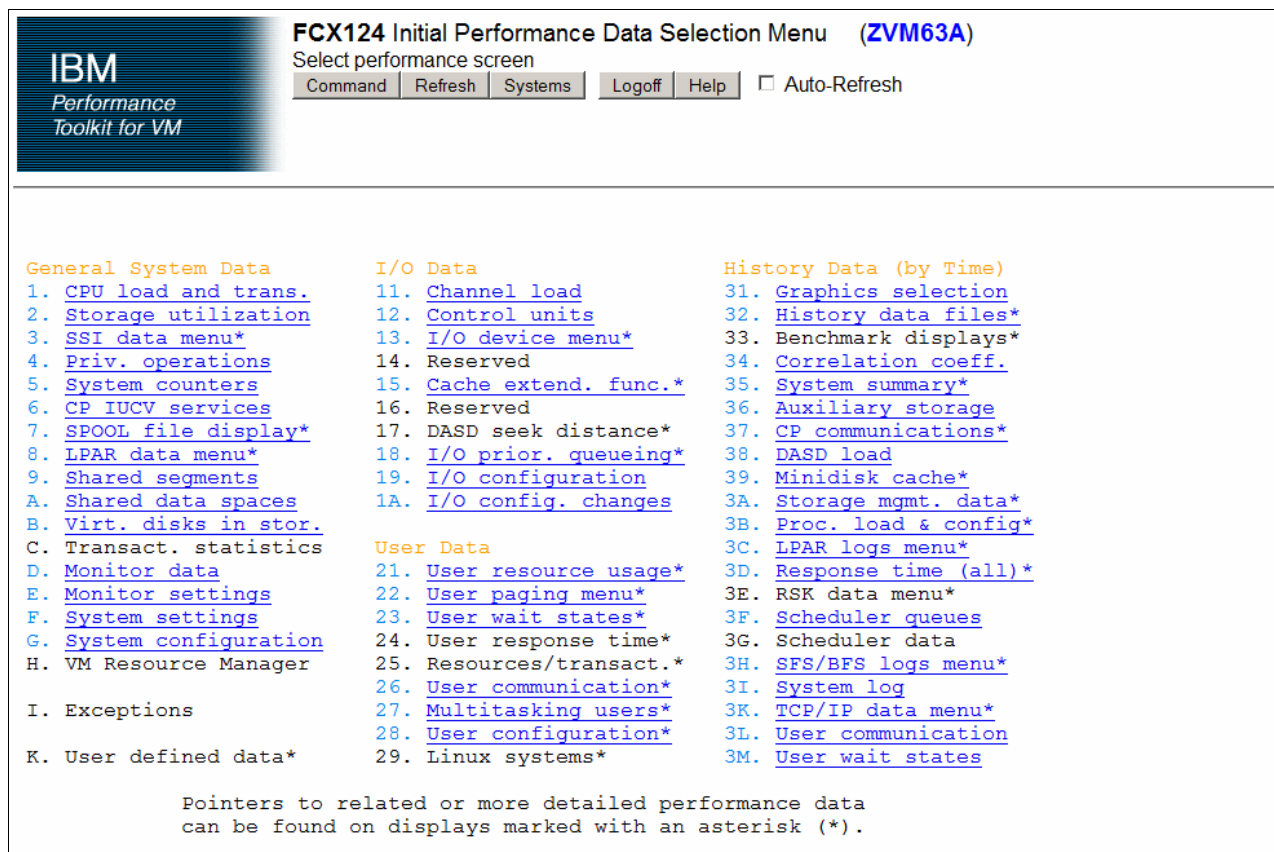 IBM
Performance
Toolkit for VM
FCX124 Initial Performance Data Selection Menu (ZVM63A)
Select performance screen
Command Refresh Systems Logoff Help Auto-Refresh
General System Data I/O Data History Data (by Time)
1. CPU load and trans. 11. Channel load 31. Graphics selection
2. Storage utilization 12. Control units 32. History data files*
3. SSI data menu* 13. I/O device menu* 33. Benchmark displays*
4. Priv. operations 14. Reserved 34. Correlation coeff.
5. System counters 15. Cache extend. func.* 35. System summary*
6. CP IUCV services 16. Reserved 36. Auxiliary storage
7. SPOOL file display* 17. DASD seek distance* 37. CP communications*
8. LPAR data menu* 18. I/O prior. queueing* 38. DASD load
9. Shared segments 19. I/O configuration 39. Minidisk cache*
A. Shared data spaces 1A. I/O config. changes 3A. Storage mgmt. data*
B. Virt. disks in stor. 3B. Proc. load & config*
C. Transact. statistics User Data 3C. LPAR logs menu*
D. Monitor data 21. User resource usage* 3D. Response time (all)*
E. Monitor settings 22. User paging menu* 3E. RSK data menu*
F. System settings 23. User wait states* 3F. Scheduler queues
G. System configuration 24. User response time* 3G. Scheduler data
H. VM Resource Manager 25. Resources/transact.* 3H. SFS/BFS logs menu*
26. User communication* 3I. System log
I. Exceptions 27. Multitasking users* 3K. TCP/IP data menu*
28. User configuration* 3L. User communication
K. User defined data* 29. Linux systems* 3M. User wait states
Pointers to related or more detailed performance data
can be found on displays marked with an asterisk (*).